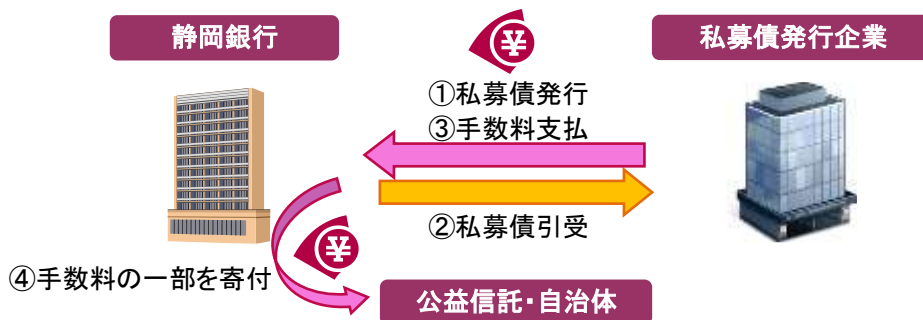 静岡銀行
私募債発行企業
¥
①私募債発行
③手数料支払
②私募債引受
¥
④手数料の一部を寄付
公益信託・自治体